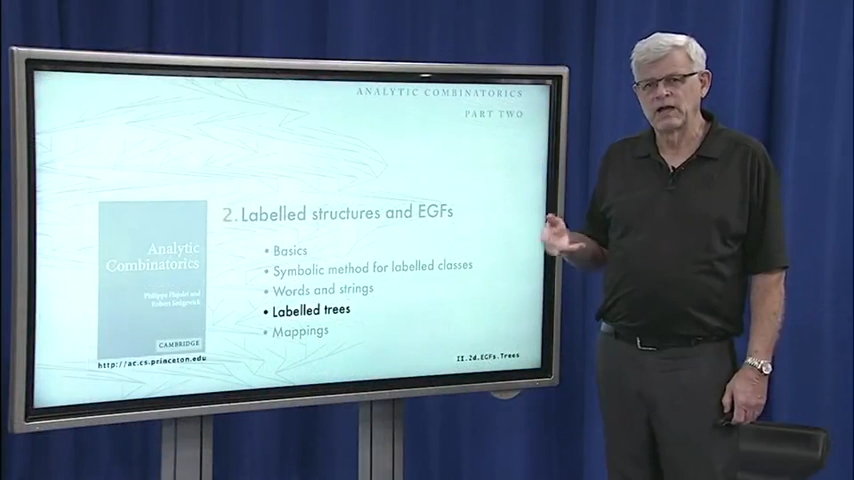 ANALYTIC COMBINATORICS
PART TWO
2. Labelled structures and EGFs
• Basics
• Symbolic method for labelled classes
• Words and strings
• Labelled trees
• Mappings
Analytic
Combinatorics
Philippe Flajolet and
Robert Sedgewick
CAMBRIDGE
http://ac.cs.princeton.edu
II.2d.EGFs.Trees